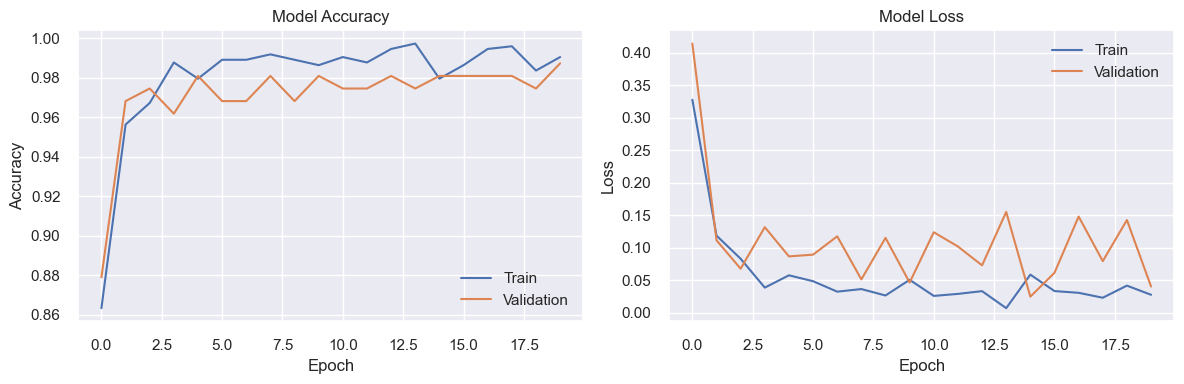 Model Accuracy
Accuracy
1.00
0.98
0.96
0.94
0.92
0.90
0.88
0.86
Train
Validation
0.0 2.5 5.0 7.5 10.0 12.5 15.0 17.5
Epoch
Model Loss
Loss
0.40
0.35
0.30
0.25
0.20
0.15
0.10
0.05
0.00
Train
Validation
0.0 2.5 5.0 7.5 10.0 12.5 15.0 17.5
Epoch